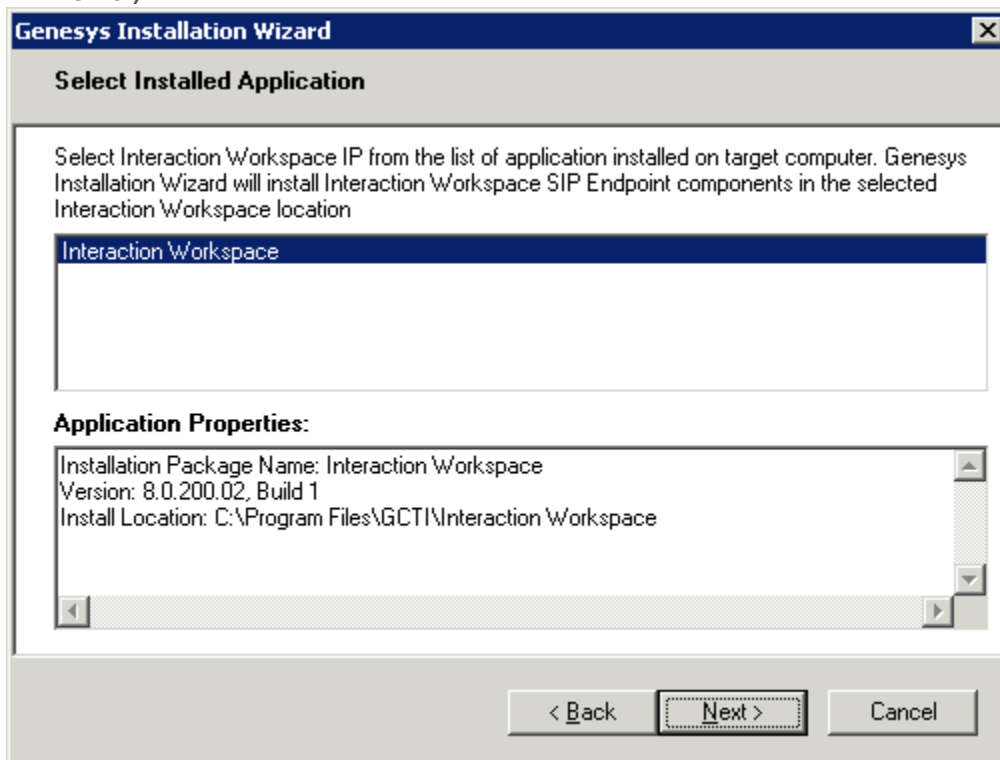 Genesys Installation Wizard
Select Installed Application
Select Interaction Workspace IP from the list of application installed on target computer. Genesys
Installation Wizard will install Interaction Workspace SIP Endpoint components in the selected
Interaction Workspace location
Interaction Workspace
Application Properties:
Installation Package Name: Interaction Workspace
Version: 8.0.200.02, Build 1
Install Location: C:\Program Files\GCTI\Interaction Workspace
< Back
Next >
Cancel